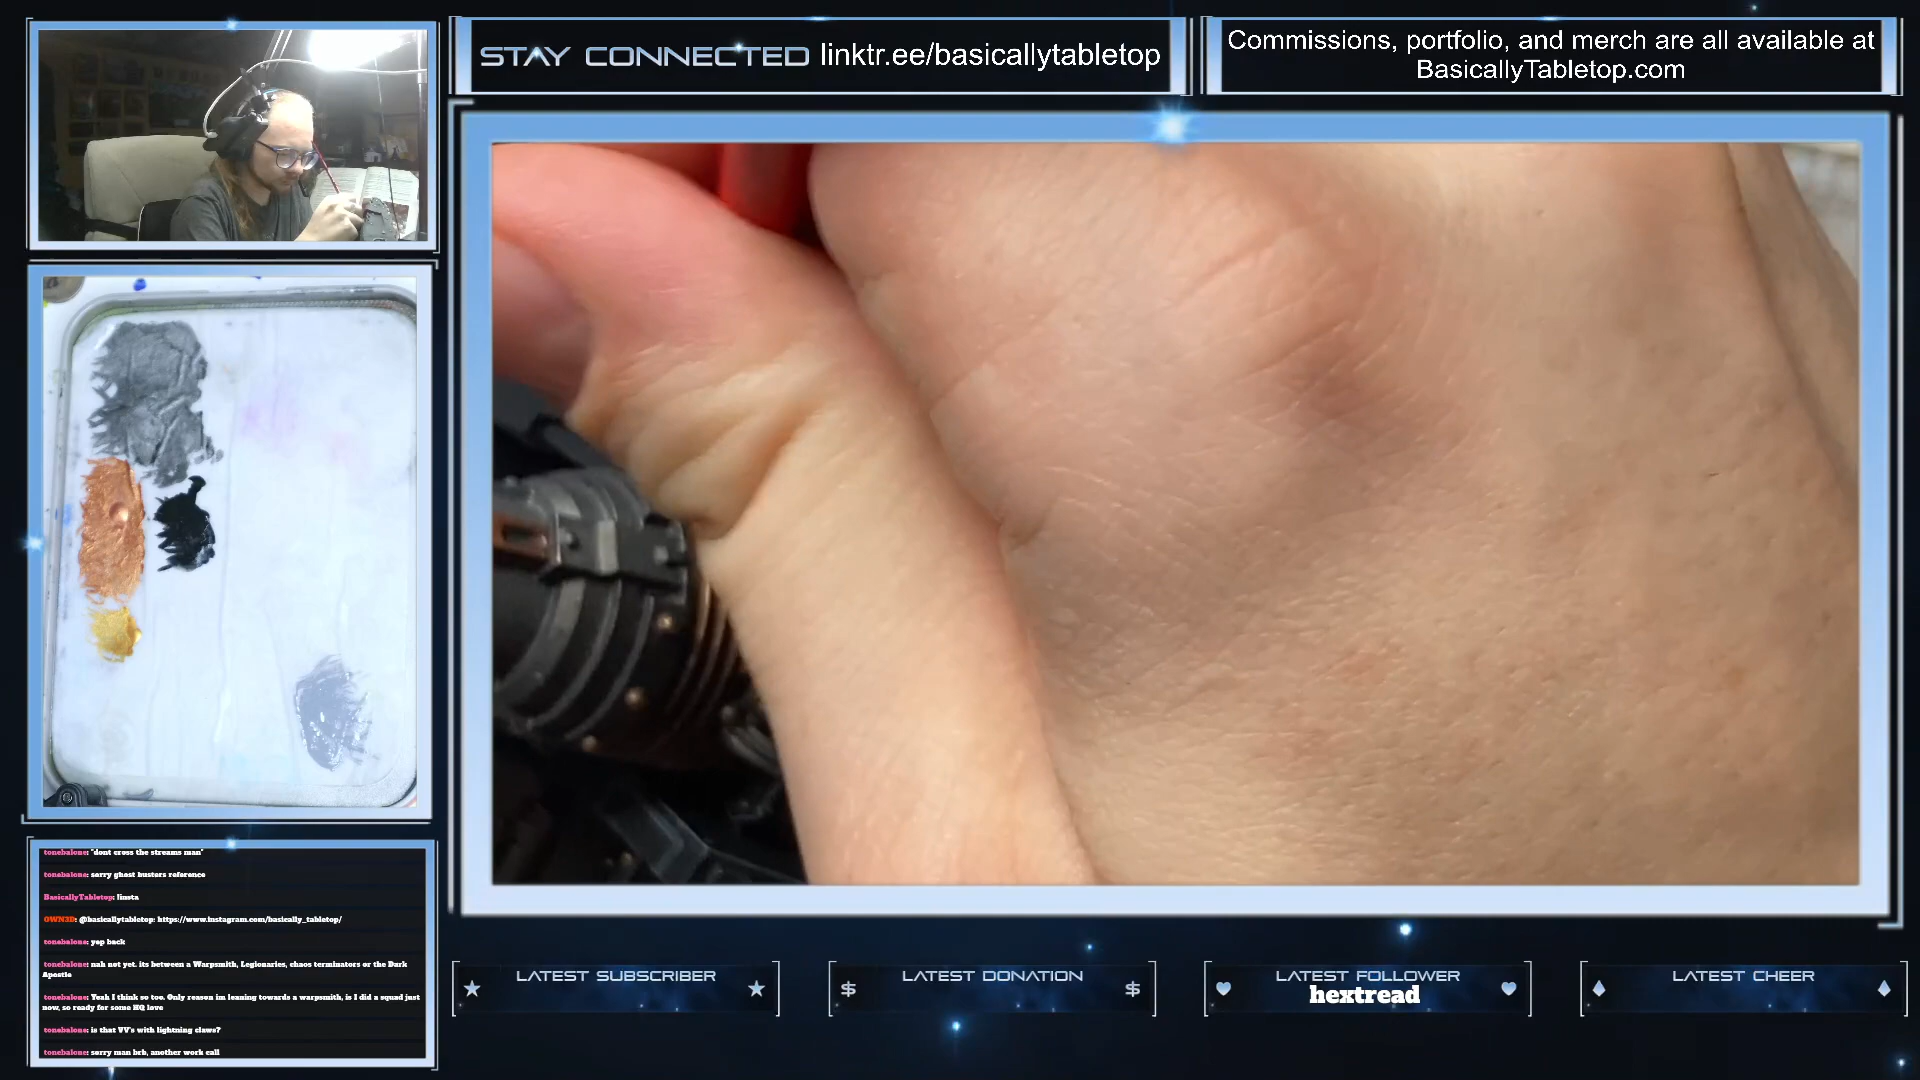 STAY CONNECTED linktr.ee/basicallytabletop
Commissions, portfolio, and merch are all available at
BasicallyTabletop.com
tonebalone: "dont cross the streams man"
tonebalone: sorry ghost busters reference
BasicallyTabletop: !insta
OWN3D: @basicallytabletop: https://www.instagram.com/basically_tabletop/
tonebalone: yep back
tonebalone: nah not yet. its between a Warpsmith, Legionaries, chaos terminators or the Dark
Apostle
tonebalone: Yeah I think so too. Only reason im leaning towards a warpsmith, is I did a squad just
now, so ready for some HQ love
tonebalone: is that VV's with lightning claws?
tonebalone: sorry man brb, another work call
LATEST SUBSCRIBER
$ LATEST DONATION $
LATEST FOLLOWER
hextread
LATEST CHEER